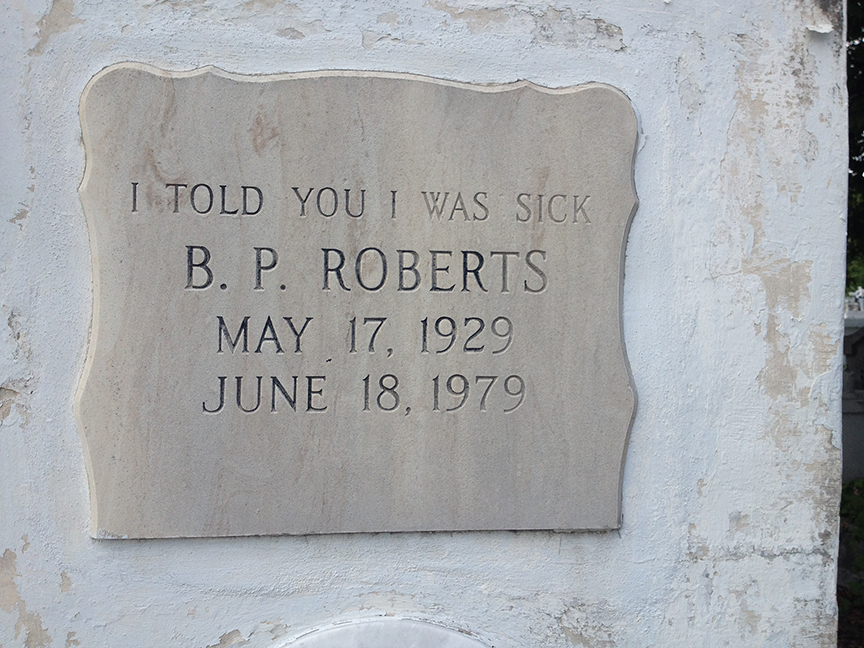 I TOLD YOU I WAS SICK
B. P. ROBERTS
MAY 17, 1929
JUNE 18, 1979